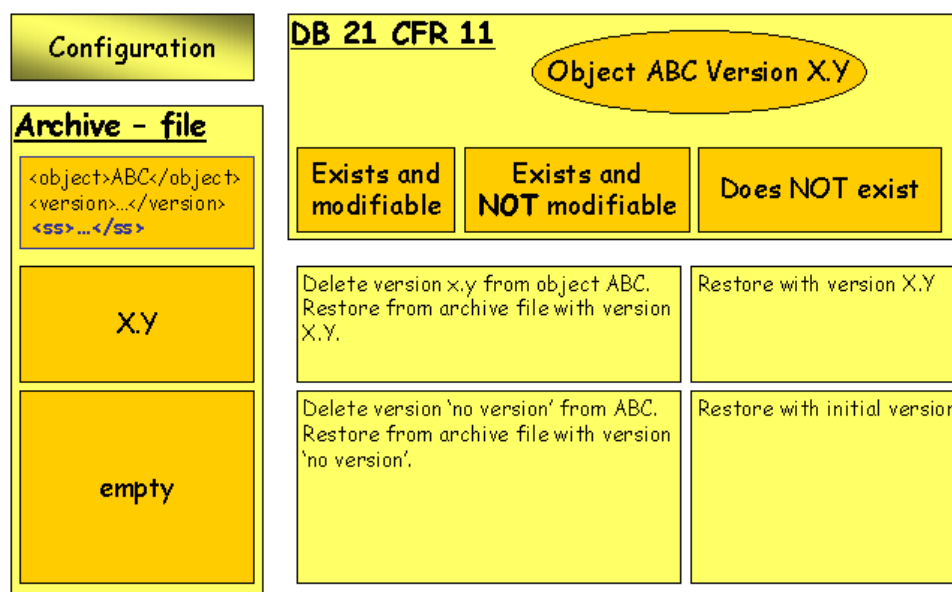 Configuration
DB 21 CFR 11
Object ABC Version X.Y
Archive - file
<object>ABC</object>
<version>...</version>
<ss>...</ss>
Exists and
modifiable
Exists and
NOT modifiable
Does NOT exist
X.Y
Delete version x.y from object ABC.
Restore from archive file with version
X.Y.
Restore with version X.Y
empty
Delete version ‘no version’ from ABC.
Restore from archive file with version
‘no version’.
Restore with initial version